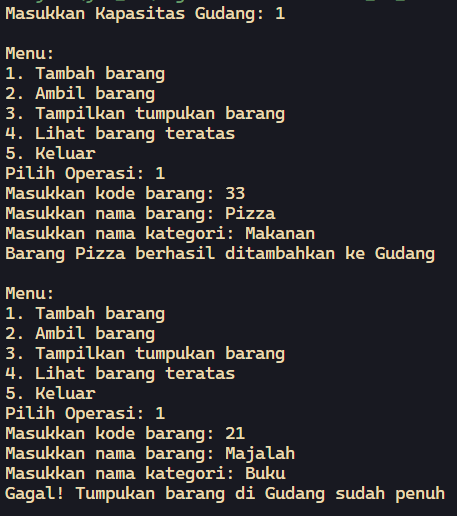 Masukkan Kapasitas Gudang: 1

Menu:
1. Tambah barang
2. Ambil barang
3. Tampilkan tumpukan barang
4. Lihat barang teratas
5. Keluar
Pilih Operasi: 1
Masukkan kode barang: 33
Masukkan nama barang: Pizza
Masukkan nama kategori: Makanan
Barang Pizza berhasil ditambahkan ke Gudang

Menu:
1. Tambah barang
2. Ambil barang
3. Tampilkan tumpukan barang
4. Lihat barang teratas
5. Keluar
Pilih Operasi: 1
Masukkan kode barang: 21
Masukkan nama barang: Majalah
Masukkan nama kategori: Buku
Gagal! Tumpukan barang di Gudang sudah penuh